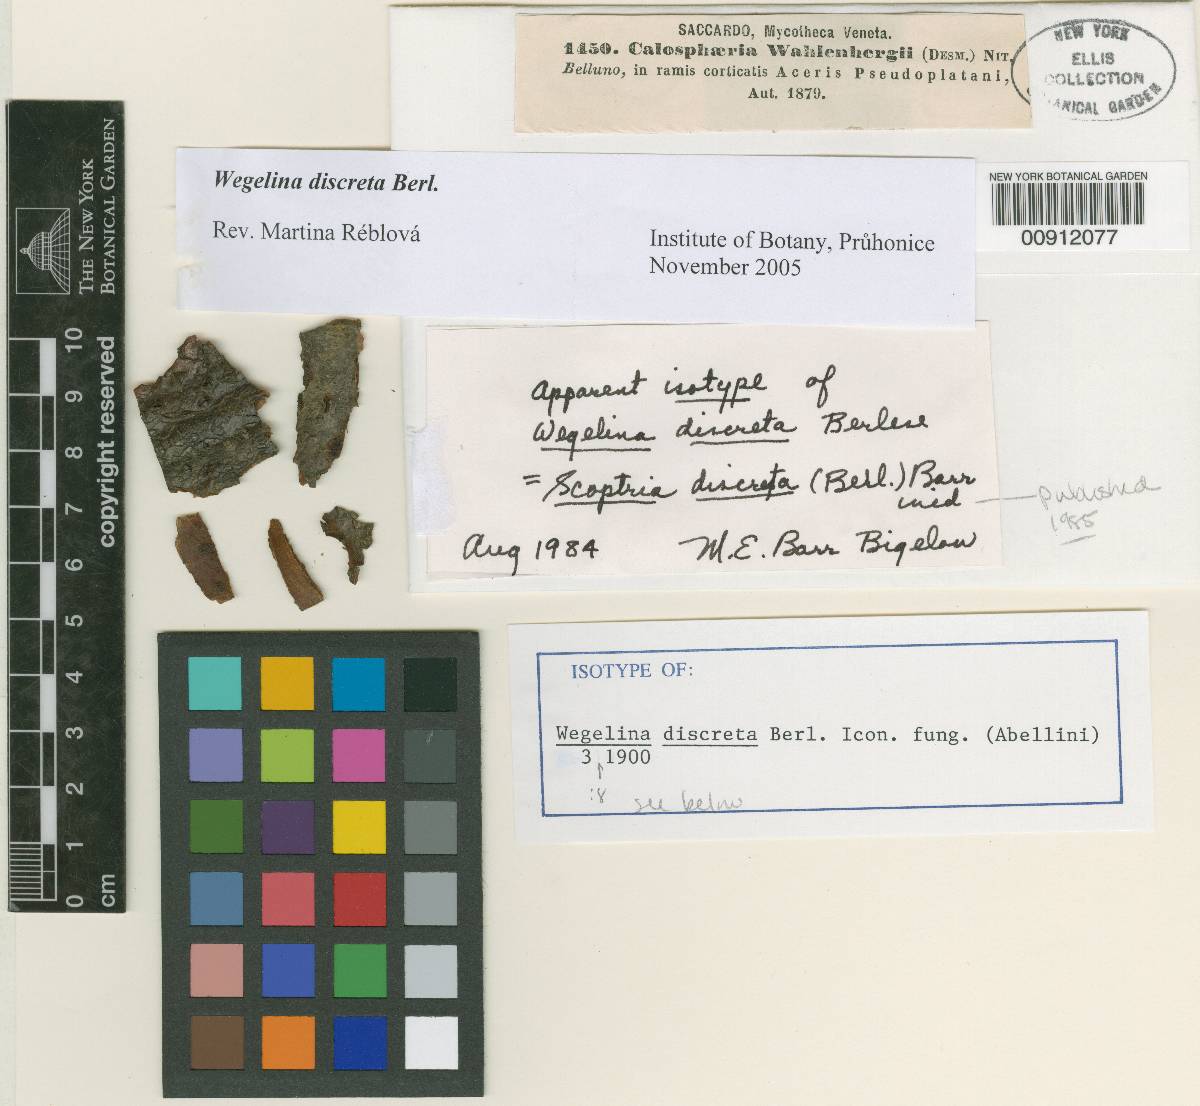 SACCARDO, Mycotheca Veneta.
1450. Calosphæria Wahlenbergii (DESM.) NIT.
Belluno, in ramis corticatis Aceris Pseudoplatani,
Aut. 1879.
NEW YORK
ELLIS
COLLECTION
ANICAL GARDEN
Wegelina discreta Berl.
Rev. Martina Réblová
Institute of Botany, Průhonice
November 2005
NEW YORK BOTANICAL GARDEN
00912077
Apparent isotype of
Wegelina discreta Berlese
= Scoptria discreta (Berl.) Barr
ined
published
1985
Aug 1984 M. E. Barr Bigelow
ISOTYPE OF:
Wegelina discreta Berl. Icon. fung. (Abellini)
3 1900
:8 see below
THE NEW YORK
BOTANICAL GARDEN
copyright reserved
10
9
8
7
6
5
4
3
2
1
0
cm